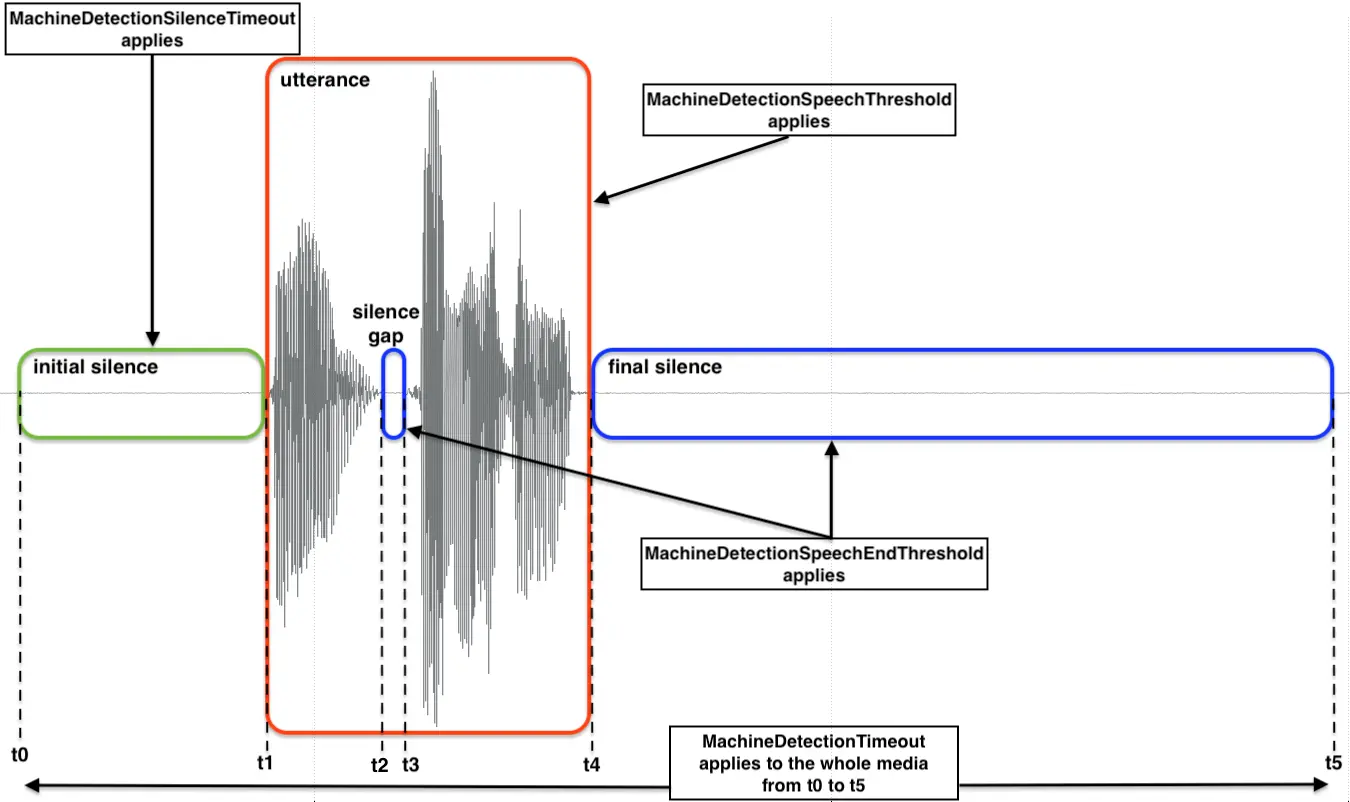 MachineDetectionSilenceTimeout
applies
utterance
MachineDetectionSpeechThreshold
applies
silence
gap
initial silence
final silence
MachineDetectionSpeechEndThreshold
applies
t0
t1
t2
t3
t4
t5
MachineDetectionTimeout
applies to the whole media
from t0 to t5